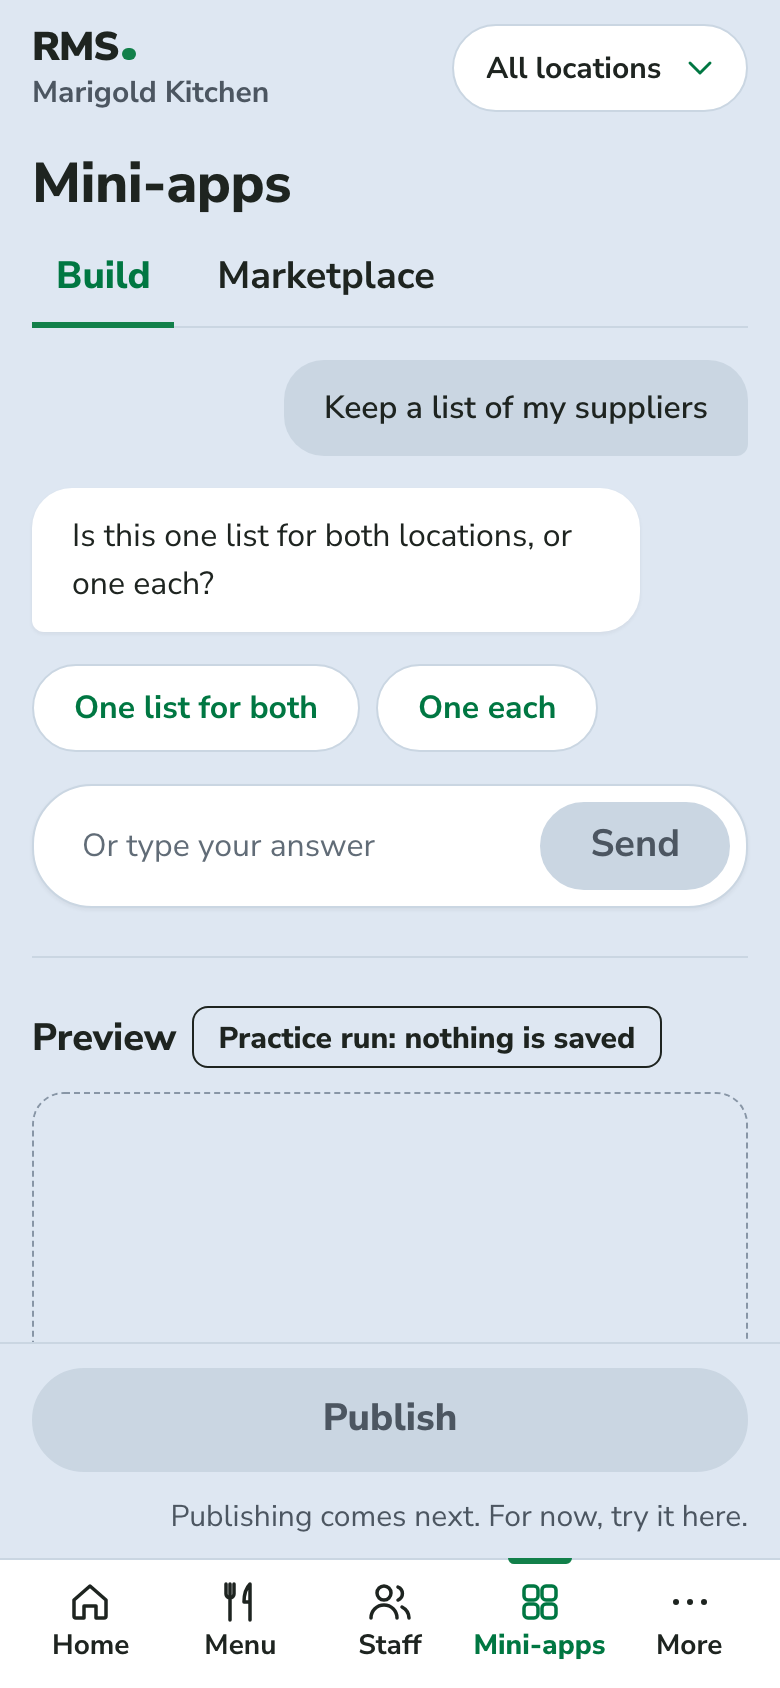 RMS.
Marigold Kitchen
All locations
Mini-apps
Build
Marketplace
Keep a list of my suppliers
Is this one list for both locations, or
one each?
One list for both
One each
Or type your answer
Send
Preview
Practice run: nothing is saved
Publish
Publishing comes next. For now, try it here.
Home
Menu
Staff
Mini-apps
More